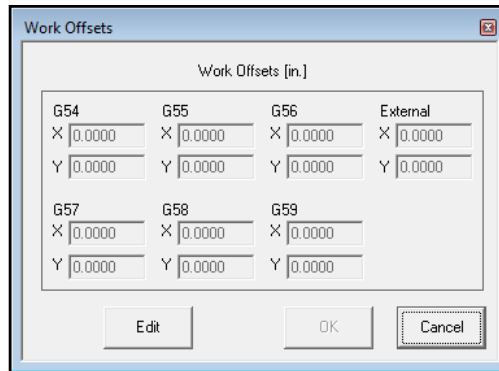 Work Offsets
Work Offsets [in.]
G54 G55 G56 External
X 0.0000 X 0.0000 X 0.0000 X 0.0000
Y 0.0000 Y 0.0000 Y 0.0000 Y 0.0000
G57 G58 G59
X 0.0000 X 0.0000 X 0.0000
Y 0.0000 Y 0.0000 Y 0.0000
Edit OK Cancel